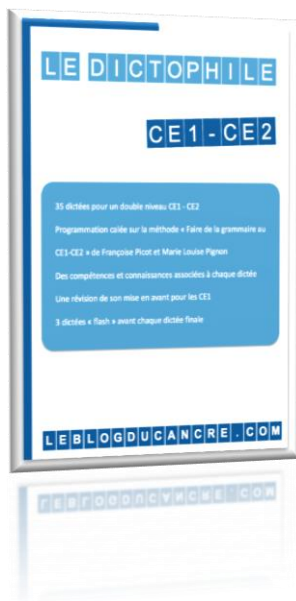 LE DICTOPHILE
CE1-CE2
35 dictées pour un double niveau CE1 - CE2
Programmation calée sur la méthode « Faire de la grammaire au
CE1-CE2 » de Françoise Picot et Marie Louise Pignon
Des compétences et connaissances associées à chaque dictée
Une révision de son mise en avant pour les CE1
3 dictées « flash » avant chaque dictée finale
LEBLOGDUCANCRE.COM